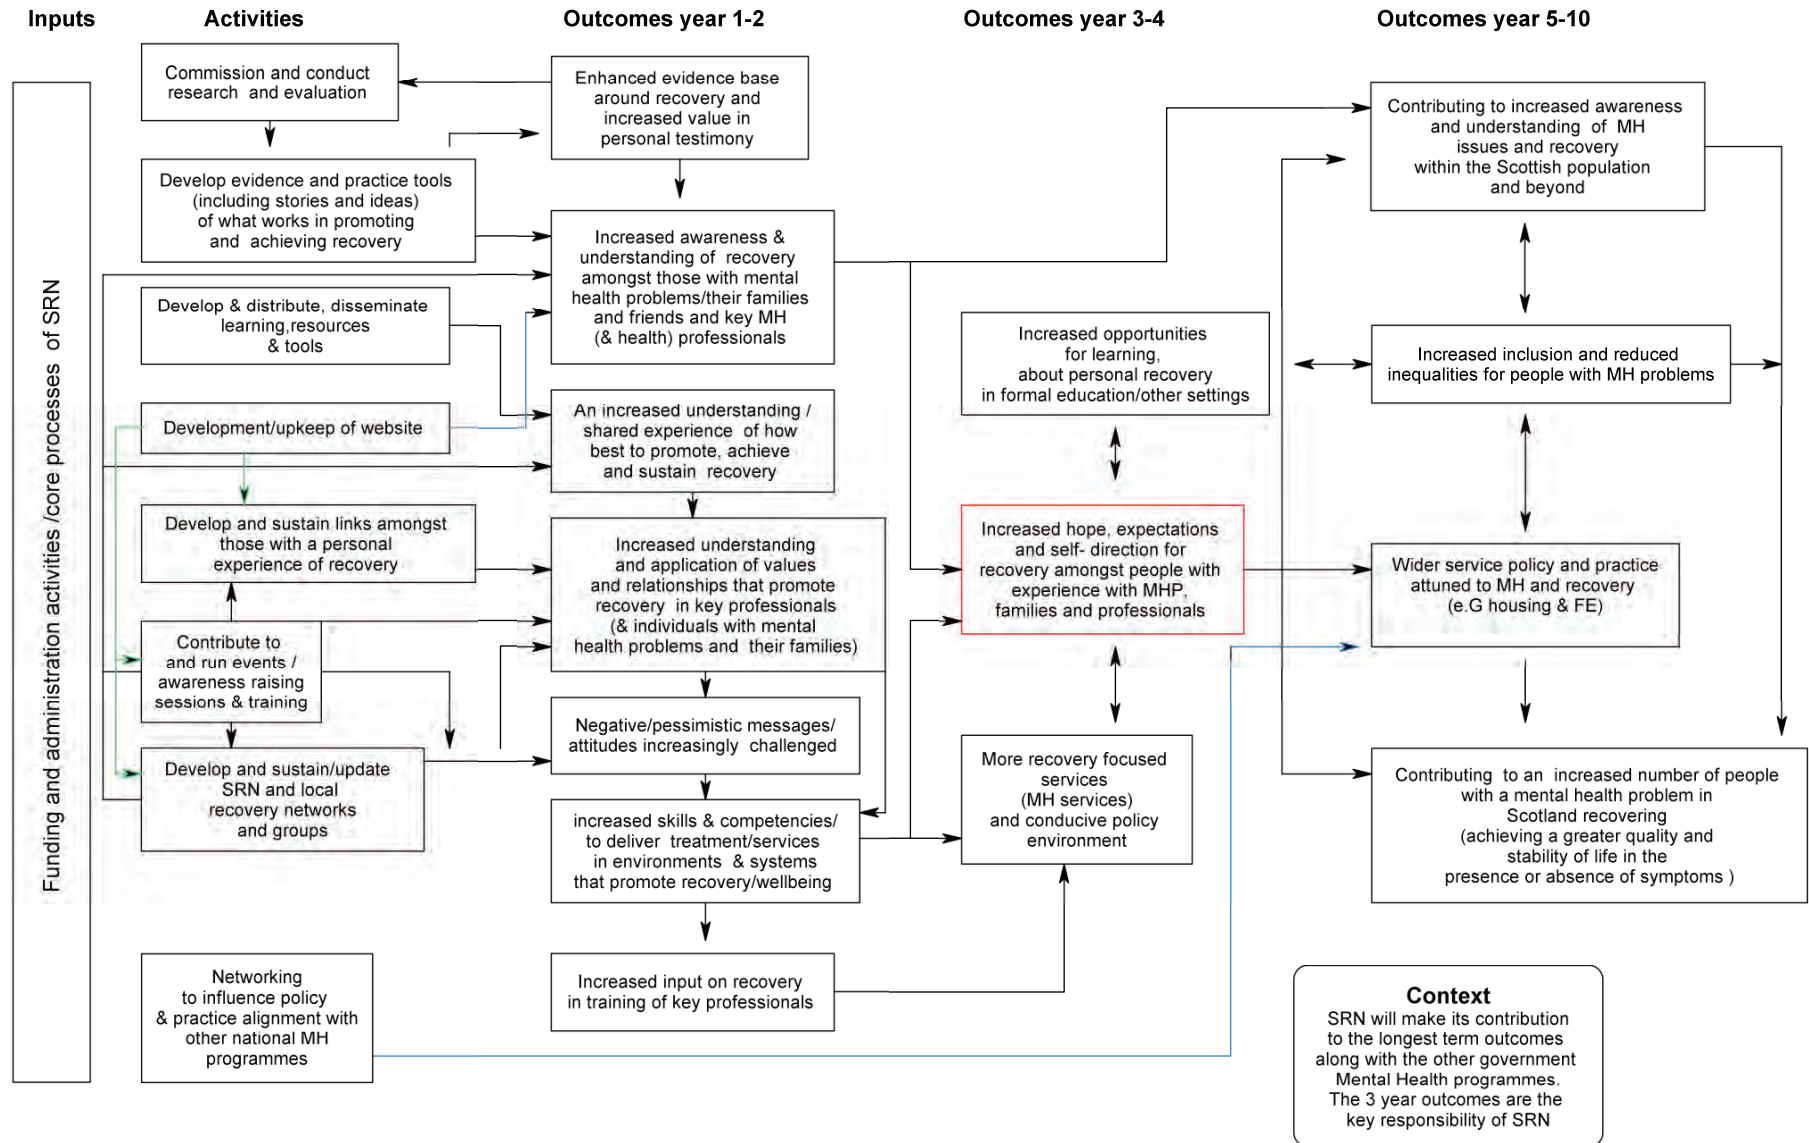 Inputs
Activities
Outcomes year 1-2
Outcomes year 3-4
Outcomes year 5-10
Funding and administration activities /core processes of SRN
Commission and conduct
research and evaluation
Develop evidence and practice tools
(including stories and ideas)
of what works in promoting
and achieving recovery
Develop & distribute, disseminate
learning,resources
& tools
Development/upkeep of website
Develop and sustain links amongst
those with a personal
experience of recovery
Contribute to
and run events /
awareness raising
sessions & training
Develop and sustain/update
SRN and local
recovery networks
and groups
Networking
to influence policy
& practice alignment with
other national MH
programmes
Enhanced evidence base
around recovery and
increased value in
personal testimony
Increased awareness &
understanding of recovery
amongst those with mental
health problems/their families
and friends and key MH
(& health) professionals
An increased understanding /
shared experience of how
best to promote, achieve
and sustain recovery
Increased understanding
and application of values
and relationships that promote
recovery in key professionals
(& individuals with mental
health problems and their families)
Negative/pessimistic messages/
attitudes increasingly challenged
increased skills & competencies/
to deliver treatment/services
in environments & systems
that promote recovery/wellbeing
Increased input on recovery
in training of key professionals
Increased opportunities
for learning,
about personal recovery
in formal education/other settings
Increased hope, expectations
and self- direction for
recovery amongst people with
experience with MHP,
families and professionals
More recovery focused
services
(MH services)
and conducive policy
environment
Contributing to increased awareness
and understanding of MH
issues and recovery
within the Scottish population
and beyond
Increased inclusion and reduced
inequalities for people with MH problems
Wider service policy and practice
attuned to MH and recovery
(e.G housing & FE)
Contributing to an increased number of people
with a mental health problem in
Scotland recovering
(achieving a greater quality and
stability of life in the
presence or absence of symptoms )
Context
SRN will make its contribution
to the longest term outcomes
along with the other government
Mental Health programmes.
The 3 year outcomes are the
key responsibility of SRN